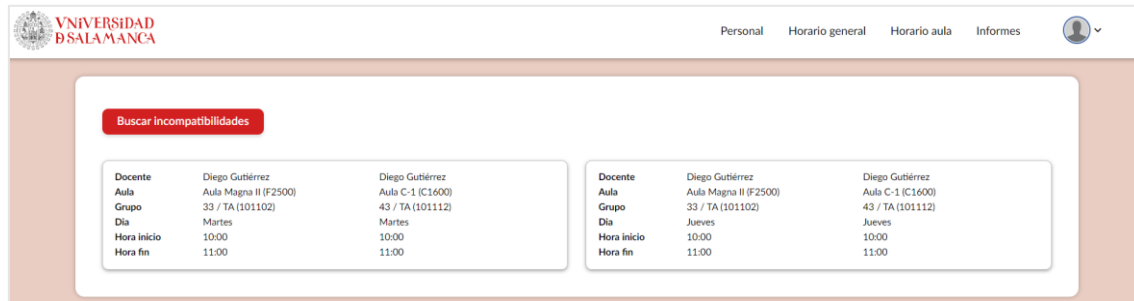 VNiVERSiDAD
D SALAMANCA
Personal Horario general Horario aula Informes
Buscar incompatibilidades
Docente Diego Gutiérrez Diego Gutiérrez
Aula Aula Magna II (F2500) Aula C-1 (C1600)
Grupo 33 / TA (101102) 43 / TA (101112)
Dia Martes Martes
Hora inicio 10:00 10:00
Hora fin 11:00 11:00
Docente Diego Gutiérrez Diego Gutiérrez
Aula Aula Magna II (F2500) Aula C-1 (C1600)
Grupo 33 / TA (101102) 43 / TA (101112)
Dia Jueves Jueves
Hora inicio 10:00 10:00
Hora fin 11:00 11:00